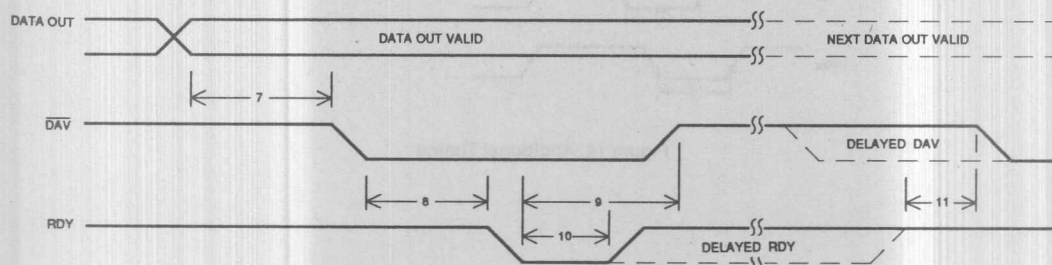 DATA OUT
DATA OUT VALID
NEXT DATA OUT VALID
7
DAV
DELAYED DAV
8
9
11
RDY
10
DELAYED RDY